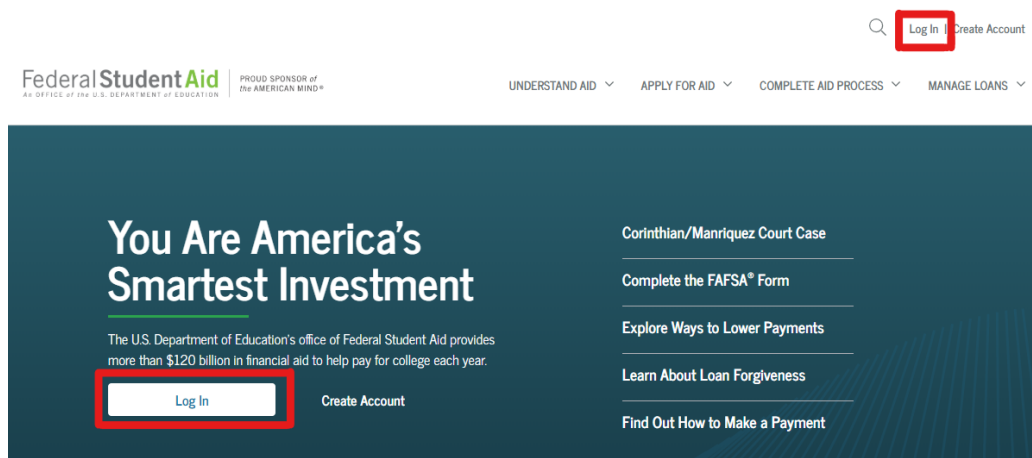 Log In | Create Account
Federal StudentAid
An OFFICE of the U.S. DEPARTMENT of EDUCATION
PROUD SPONSOR of
the AMERICAN MIND®
UNDERSTAND AID
APPLY FOR AID
COMPLETE AID PROCESS
MANAGE LOANS
You Are America's
Smartest Investment
The U.S. Department of Education's office of Federal Student Aid provides
more than $120 billion in financial aid to help pay for college each year.
Log In
Create Account
Corinthian/Manriquez Court Case
Complete the FAFSA® Form
Explore Ways to Lower Payments
Learn About Loan Forgiveness
Find Out How to Make a Payment